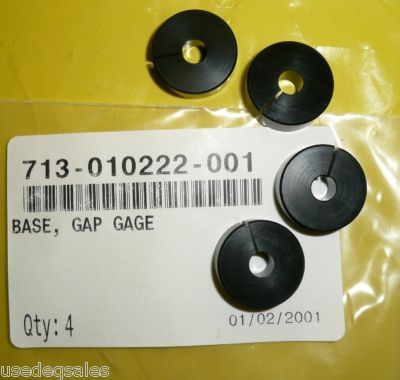 713-010222-001
BASE, GAP GAGE
Qty: 4
01/02/2001
usedeqsales